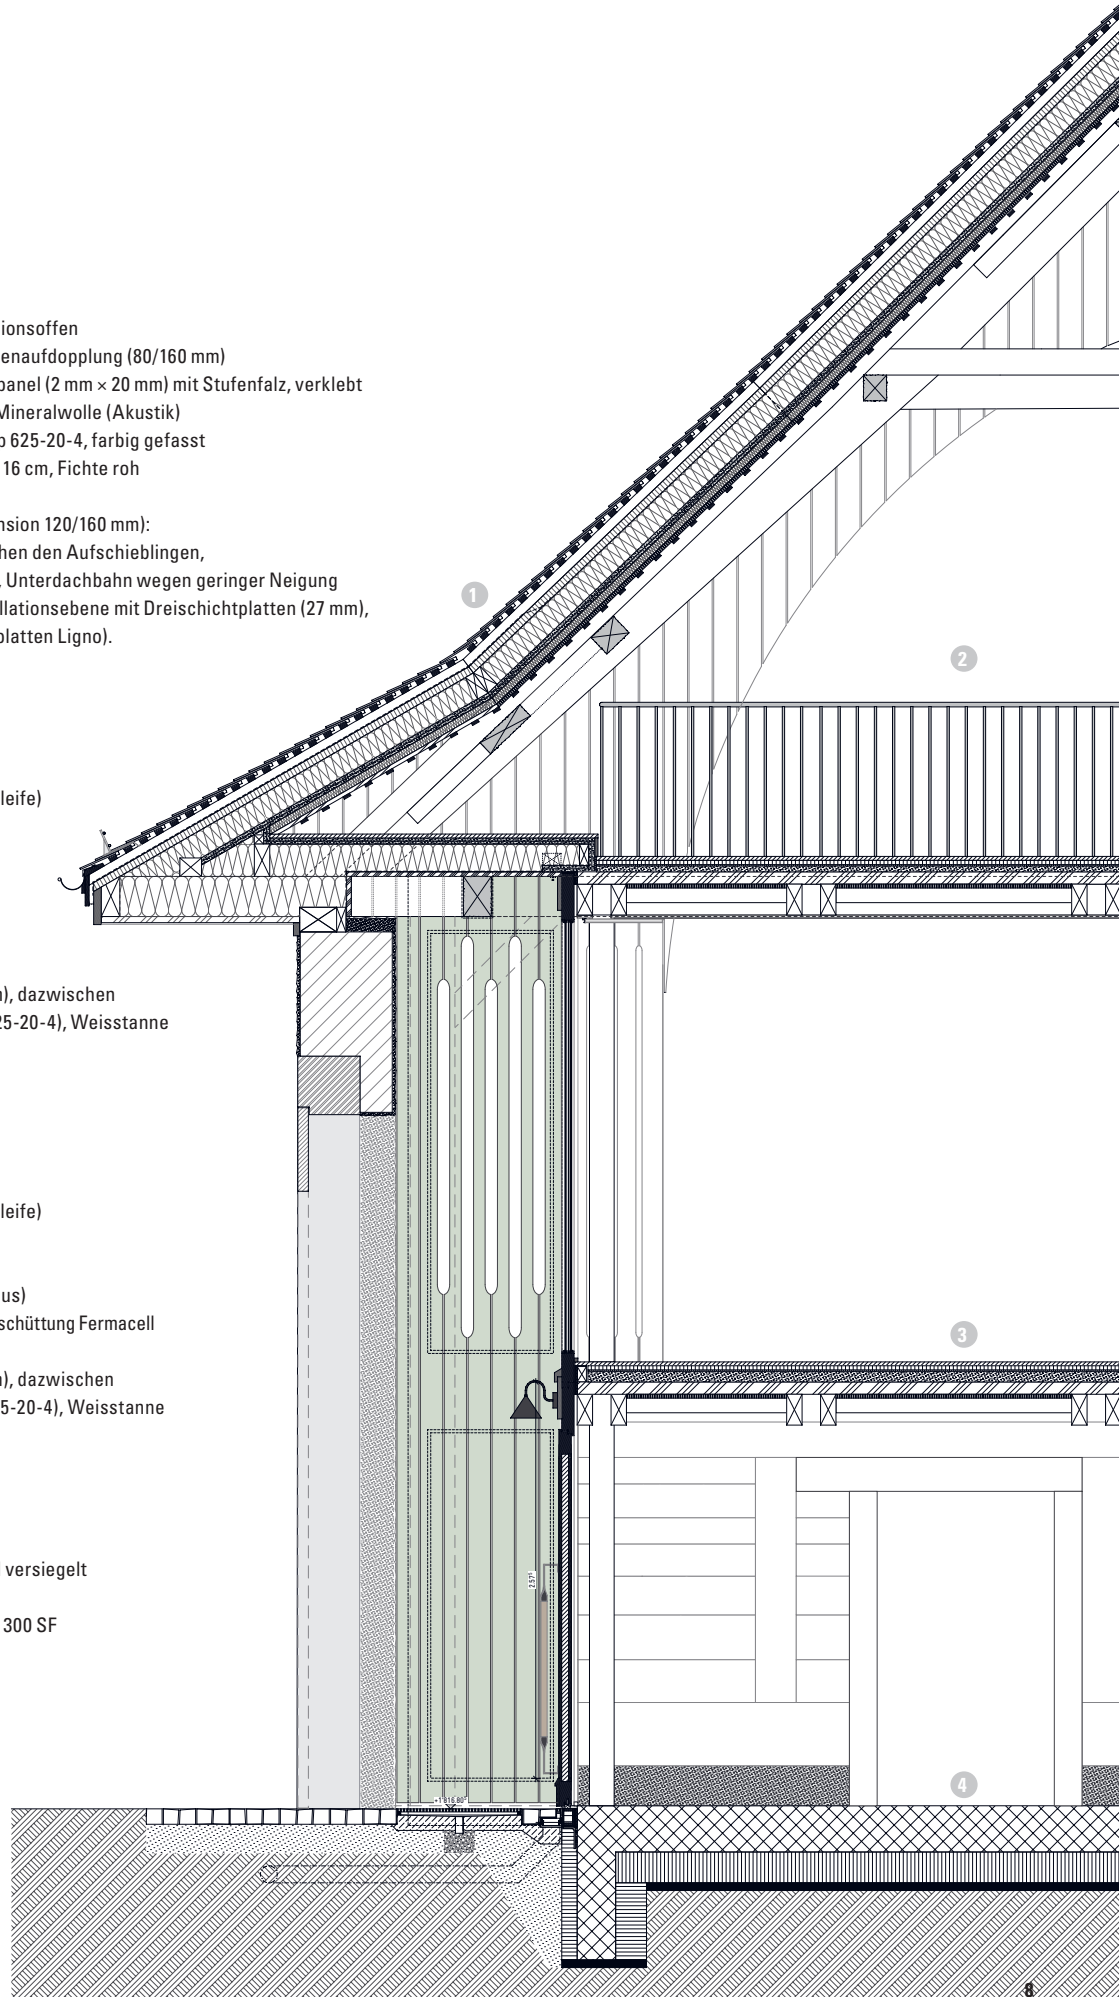 ionsoffen
enaufdopplung (80/160 mm)
panel (2 mm × 20 mm) mit Stufenfalz, verklebt
Mineralwolle (Akustik)
p 625-20-4, farbig gefasst
16 cm, Fichte roh
nsion 120/160 mm):
hen den Aufschieblingen,
, Unterdachbahn wegen geringer Neigung
llationsebene mit Dreischichtplatten (27 mm),
platten Ligno).
1
2
leife)
), dazwischen
25-20-4), Weisstanne
leife)
us)
schüttung Fermacell
3
), dazwischen
5-20-4), Weisstanne
versiegelt
2.57⁵
300 SF
4
8